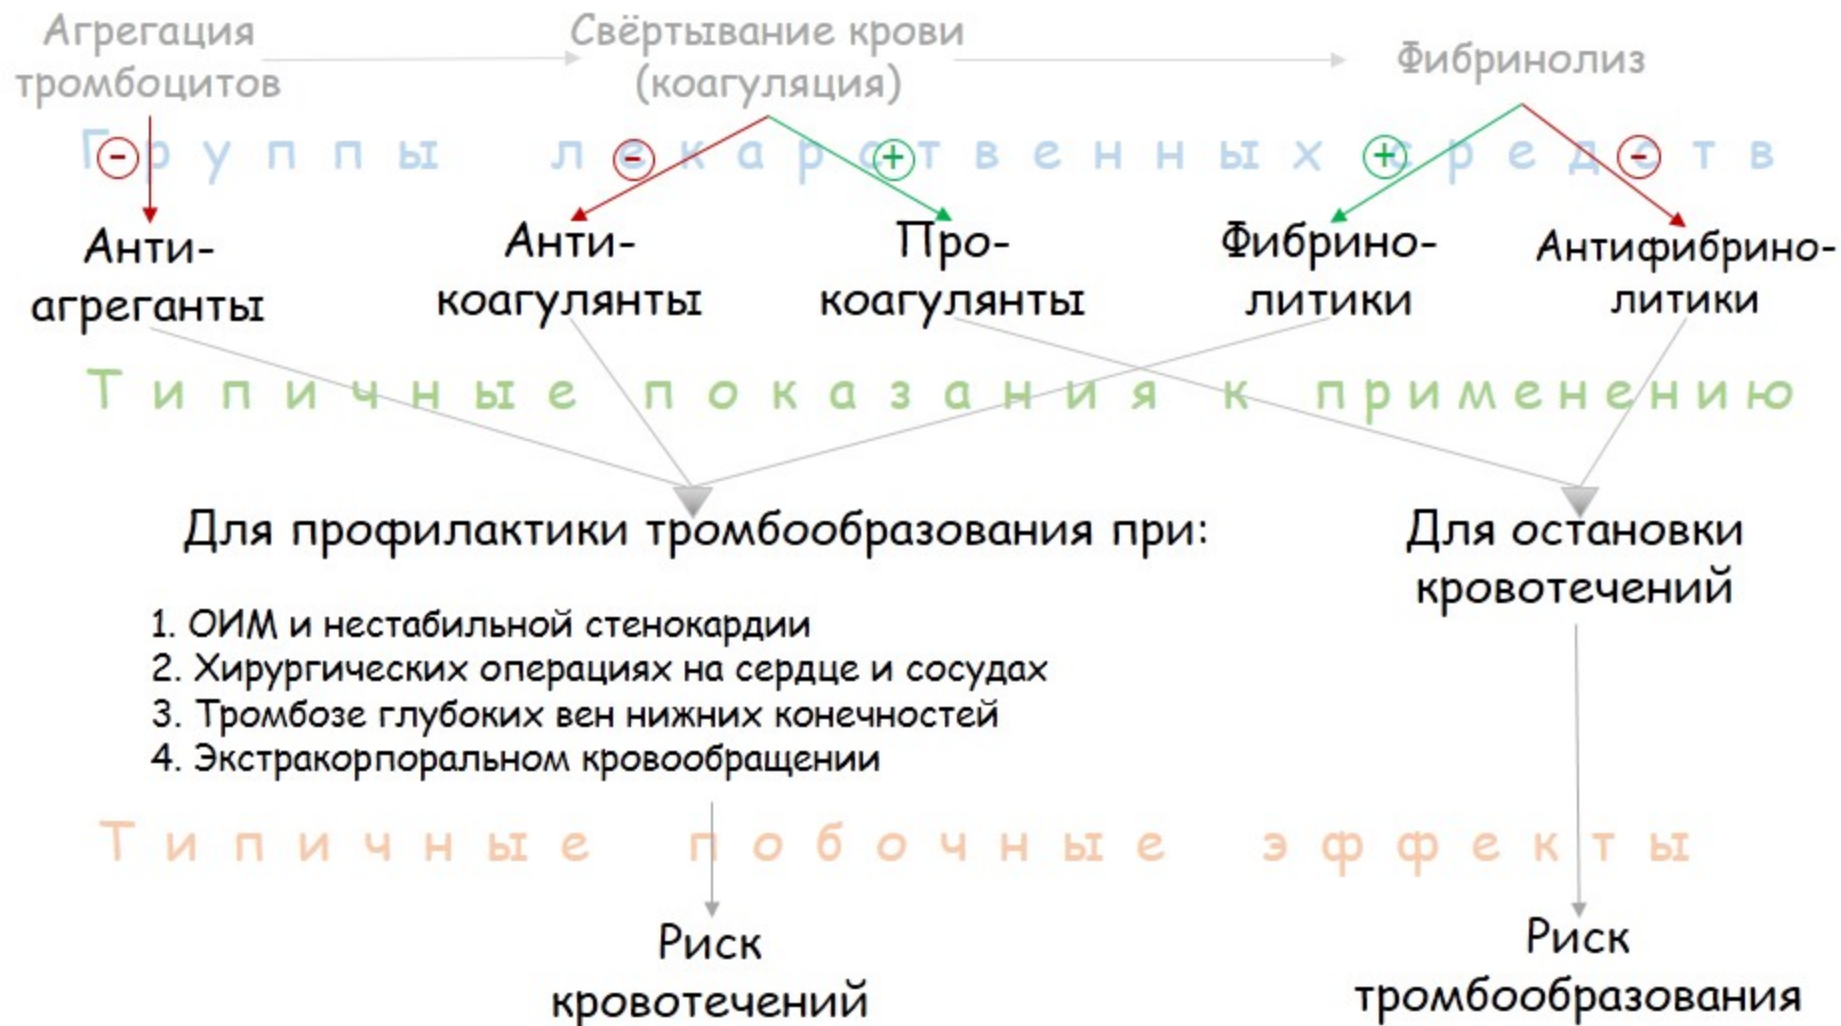 Агрегация
тромбоцитов
Свёртывание крови
(коагуляция)
Фибринолиз
Группы лекарственных средств
- - + + -
Анти-
агреганты
Анти-
коагулянты
Про-
коагулянты
Фибрино-
литики
Антифибрино-
литики
Типичные показания к применению
Для профилактики тромбообразования при:
1. ОИМ и нестабильной стенокардии
2. Хирургических операциях на сердце и сосудах
3. Тромбозе глубоких вен нижних конечностей
4. Экстракорпоральном кровообращении
Для остановки
кровотечений
Типичные побочные эффекты
Риск
кровотечений
Риск
тромбообразования